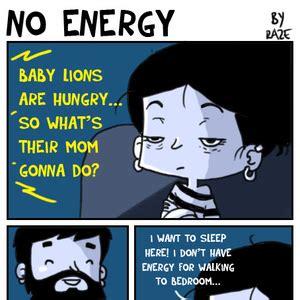 NO ENERGY
BY
RAZE
BABY LIONS
ARE HUNGRY...
SO WHAT'S
THEIR MOM
GONNA DO?
I WANT TO SLEEP
HERE! I DON'T HAVE
ENERGY FOR WALKING
TO BEDROOM...